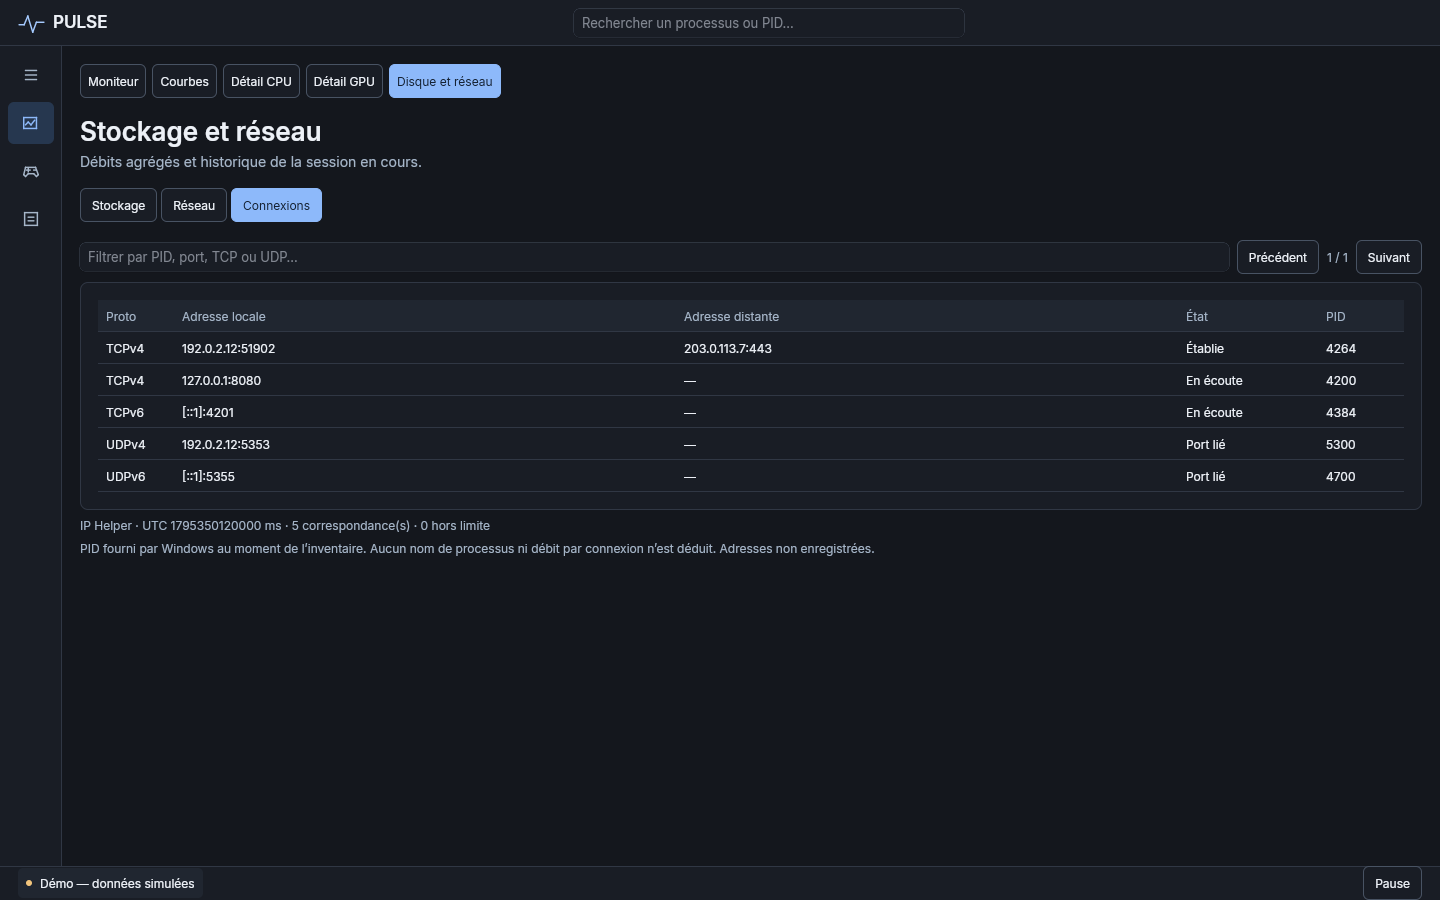 PULSE
Rechercher un processus ou PID...
Moniteur Courbes Détail CPU Détail GPU Disque et réseau
Stockage et réseau
Débits agrégés et historique de la session en cours.
Stockage Réseau Connexions
Filtrer par PID, port, TCP ou UDP... Précédent 1 / 1 Suivant
Proto Adresse locale Adresse distante État PID
TCPv4 192.0.2.12:51902 203.0.113.7:443 Établie 4264
TCPv4 127.0.0.1:8080 — En écoute 4200
TCPv6 [::1]:4201 — En écoute 4384
UDPv4 192.0.2.12:5353 — Port lié 5300
UDPv6 [::1]:5355 — Port lié 4700
IP Helper · UTC 1795350120000 ms · 5 correspondance(s) · 0 hors limite
PID fourni par Windows au moment de l’inventaire. Aucun nom de processus ni débit par connexion n’est déduit. Adresses non enregistrées.
Démo — données simulées Pause